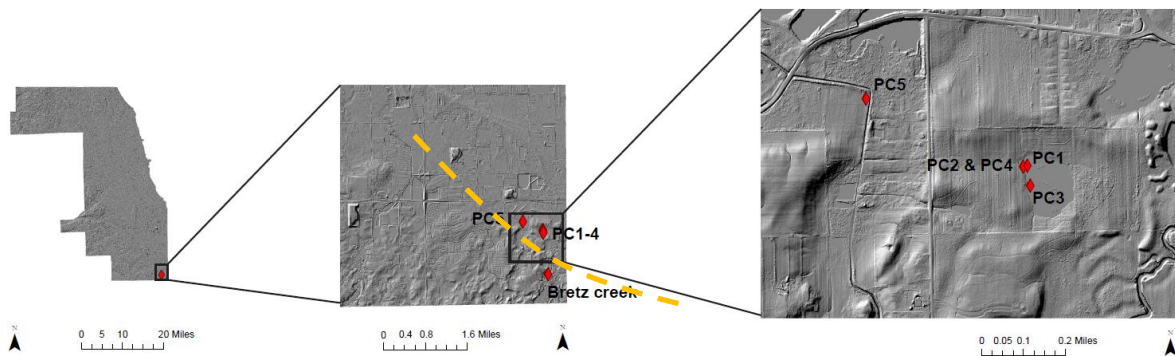 PC5
PC2 & PC4
PC1
PC3
PC5
PC1-4
Bretz creek
N
0 5 10 20 Miles
0 0.4 0.8 1.6 Miles
N
0 0.05 0.1 0.2 Miles
N